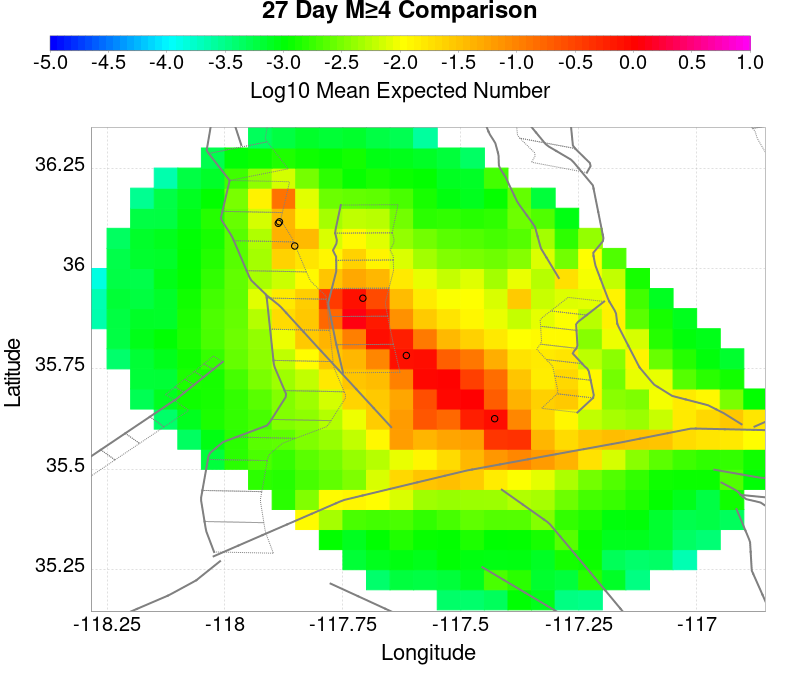 27 Day M≥4 Comparison
-5.0 -4.5 -4.0 -3.5 -3.0 -2.5 -2.0 -1.5 -1.0 -0.5 0.0 0.5 1.0
Log10 Mean Expected Number
36.25
36
35.75
35.5
35.25
Latitude
-118.25 -118 -117.75 -117.5 -117.25 -117
Longitude